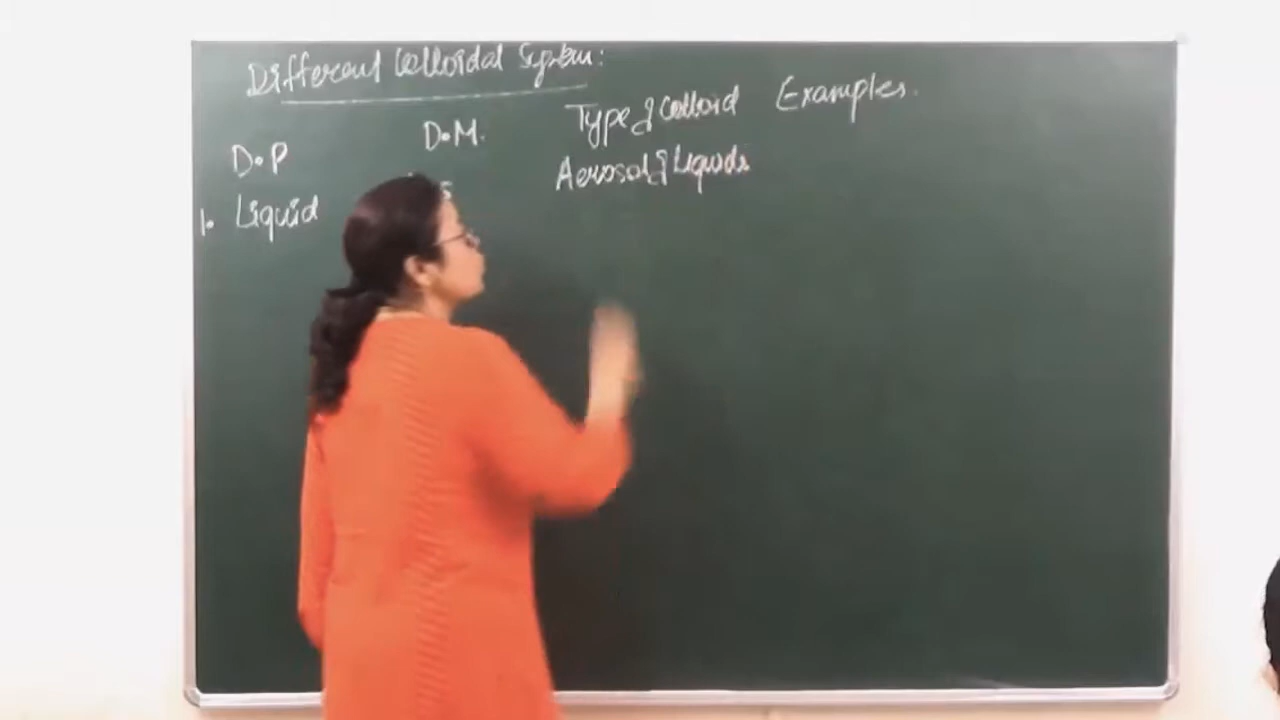 Different Colloidal System:
D.P D.M. Type of Colloid Examples.
1. Liquid Aerosol of Liquids